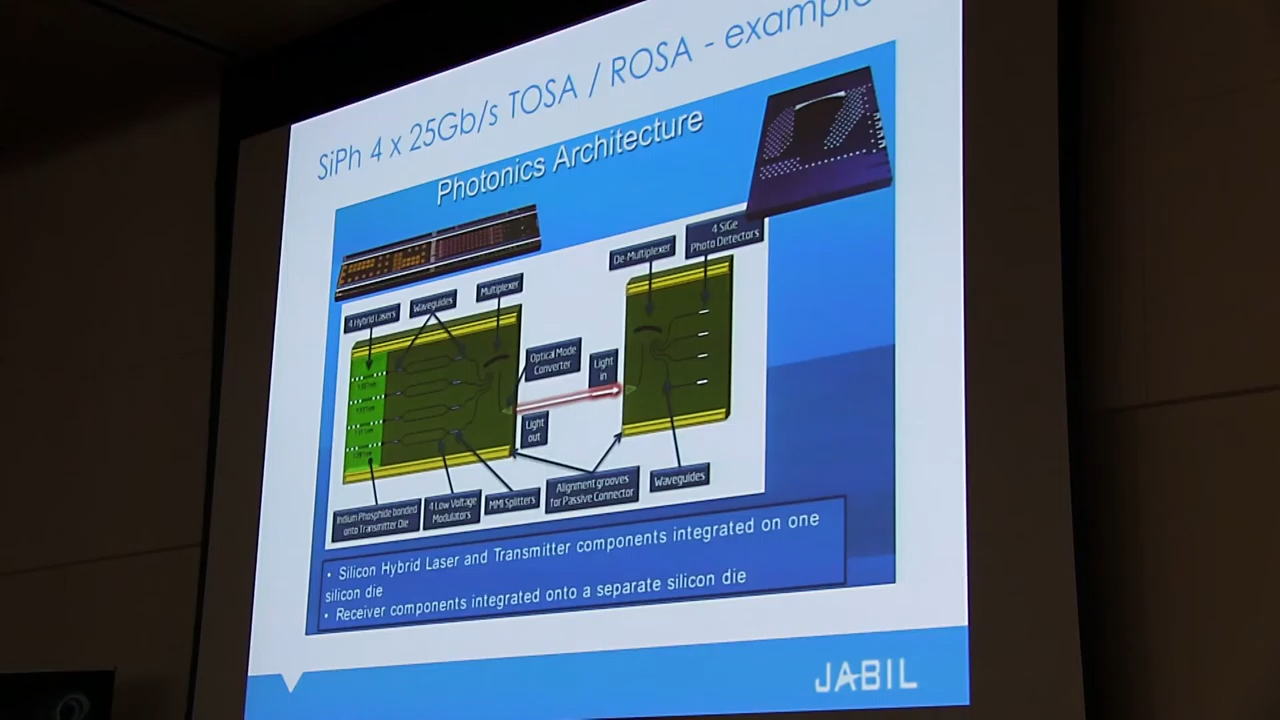 SiPh 4 x 25Gb/s TOSA / ROSA - example
Photonics Architecture
4 SiGe
Photo Detectors
De-Multiplexer
Multiplexer
Waveguides
4 Hybrid Lasers
Optical Mode
Converter
Light
in
Light
out
Waveguides
Alignment grooves
for Passive Connector
MMI Splitters
4 Low Voltage
Modulators
Indium Phosphide bonded
onto Transmitter Die
• Silicon Hybrid Laser and Transmitter components integrated on one
silicon die
• Receiver components integrated onto a separate silicon die
JABIL